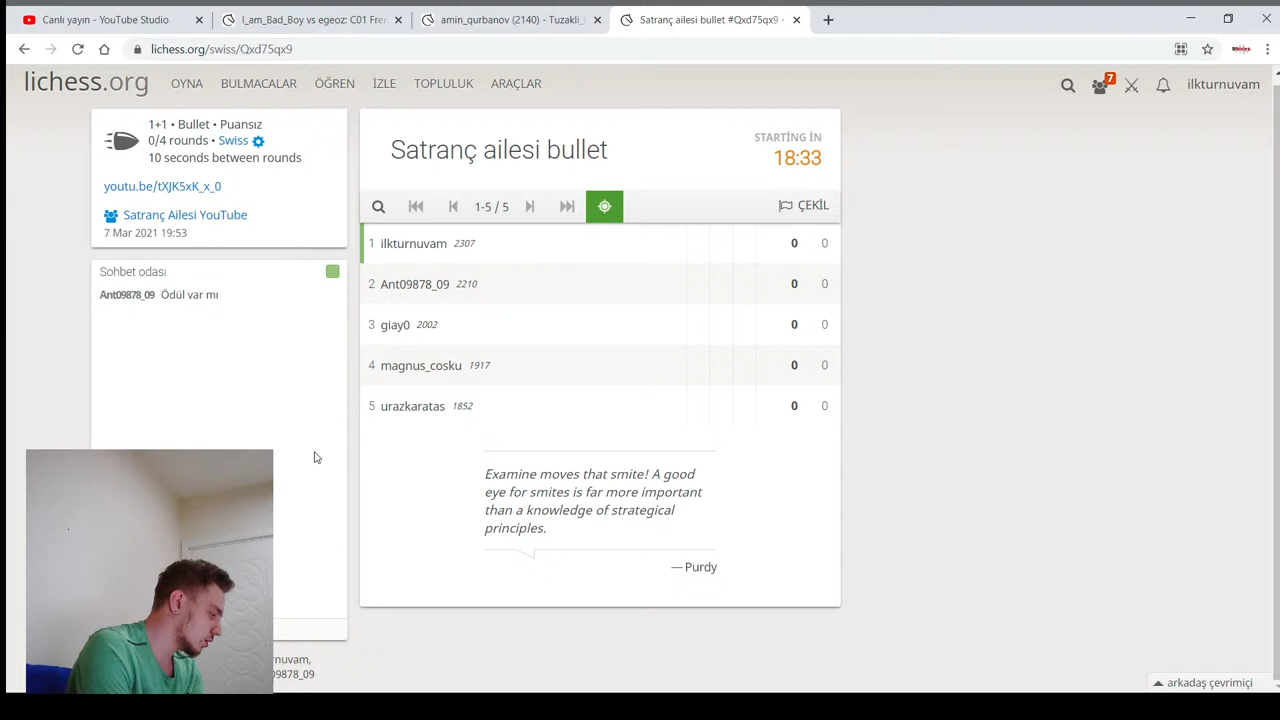 Canlı yayın - YouTube Studio
I_am_Bad_Boy vs egeoz: C01 Fre
amin_qurbanov (2140) - Tuzaklı
Satranç ailesi bullet #Qxd75qx9
lichess.org/swiss/Qxd75qx9
lichess.org OYNA BULMACALAR ÖĞREN İZLE TOPLULUK ARAÇLAR 7 ilkturnuvam
1+1 • Bullet • Puansız
0/4 rounds • Swiss
10 seconds between rounds
youtu.be/tXJK5xK_x_0
Satranç Ailesi YouTube
7 Mar 2021 19:53
Sohbet odası
Ant09878_09 Ödül var mı
Satranç ailesi bullet
STARTİNG İN
18:33
1-5 / 5 ÇEKİL
1 ilkturnuvam 2307 0 0
2 Ant09878_09 2210 0 0
3 giay0 2002 0 0
4 magnus_cosku 1917 0 0
5 urazkaratas 1852 0 0
Examine moves that smite! A good
eye for smites is far more important
than a knowledge of strategical
principles.
— Purdy
nuvam,
09878_09
arkadaş çevrimiçi